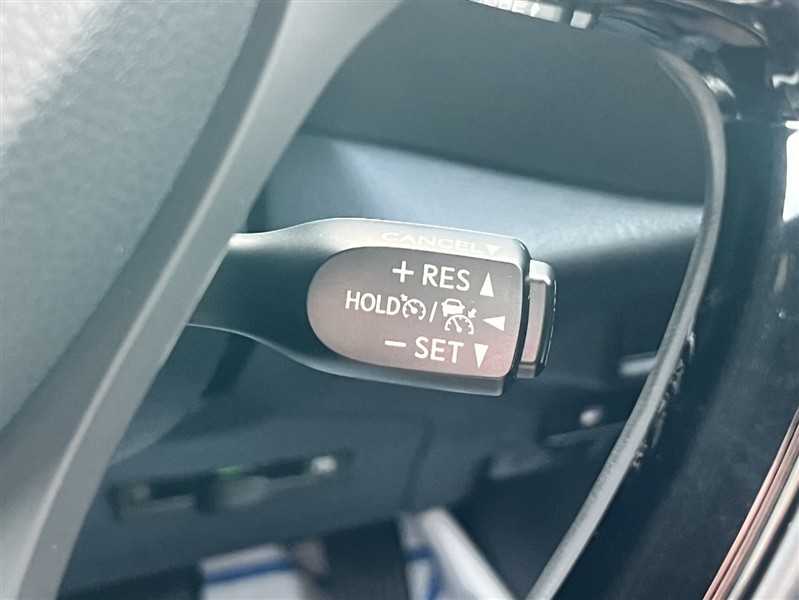 CANCEL▼
+ RES ▲
HOLD / ◀
− SET ▼